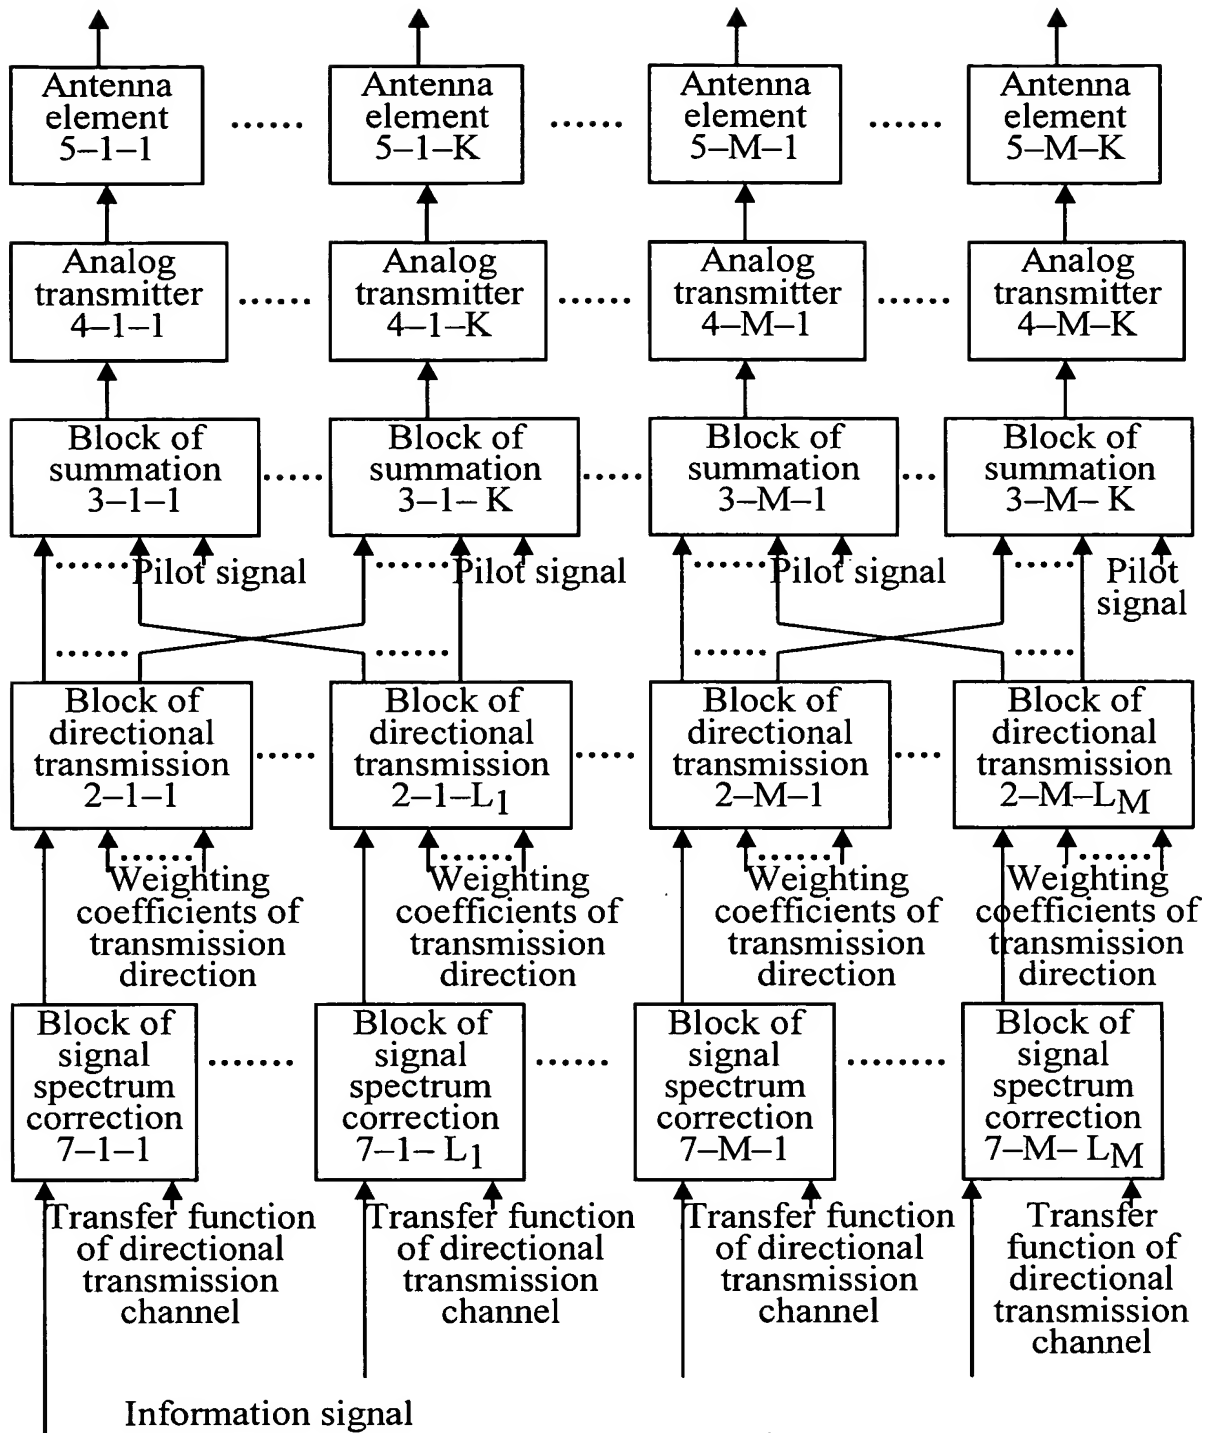 Antenna
element
5–1–1
Antenna
element
5–1–K
Antenna
element
5–M–1
Antenna
element
5–M–K
Analog
transmitter
4–1–1
Analog
transmitter
4–1–K
Analog
transmitter
4–M–1
Analog
transmitter
4–M–K
Block of
summation
3–1–1
Block of
summation
3–1– K
Block of
summation
3–M–1
Block of
summation
3–M– K
Pilot signal
Pilot signal
Pilot signal
Pilot
signal
Block of
directional
transmission
2–1–1
Block of
directional
transmission
2–1–L1
Block of
directional
transmission
2–M–1
Block of
directional
transmission
2–M–LM
Weighting
coefficients of
transmission
direction
Weighting
coefficients of
transmission
direction
Weighting
coefficients of
transmission
direction
Weighting
coefficients of
transmission
direction
Block of
signal
spectrum
correction
7–1–1
Block of
signal
spectrum
correction
7–1– L1
Block of
signal
spectrum
correction
7–M–1
Block of
signal
spectrum
correction
7–M– LM
Transfer function
of directional
transmission
channel
Transfer function
of directional
transmission
channel
Transfer function
of directional
transmission
channel
Transfer
function of
directional
transmission
channel
Information signal